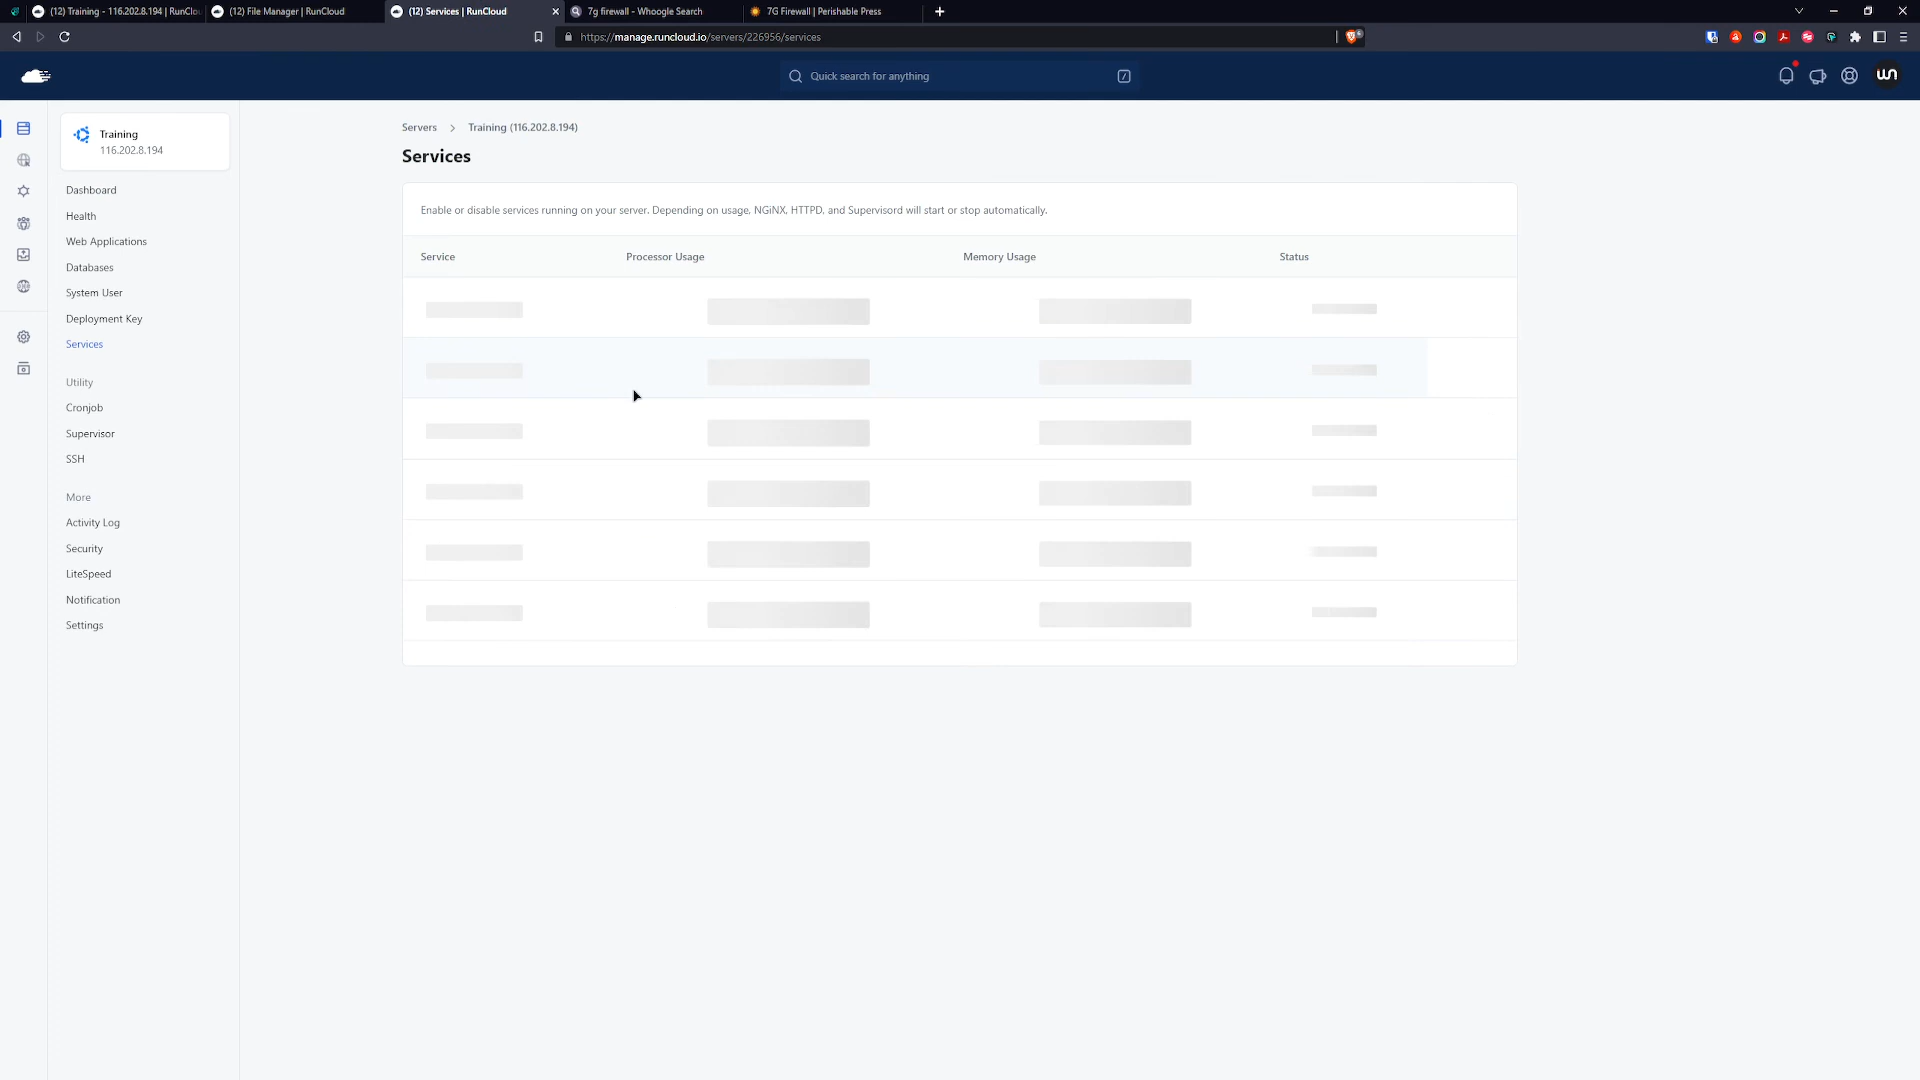 (12) Training - 116.202.8.194 | RunClou
(12) File Manager | RunCloud
(12) Services | RunCloud
7g firewall - Whoogle Search
7G Firewall | Perishable Press
https://manage.runcloud.io/servers/226956/services
Quick search for anything
/
un
Training
116.202.8.194
Dashboard
Health
Web Applications
Databases
System User
Deployment Key
Services
Utility
Cronjob
Supervisor
SSH
More
Activity Log
Security
LiteSpeed
Notification
Settings
Servers > Training (116.202.8.194)
Services
Enable or disable services running on your server. Depending on usage, NGiNX, HTTPD, and Supervisord will start or stop automatically.
Service Processor Usage Memory Usage Status